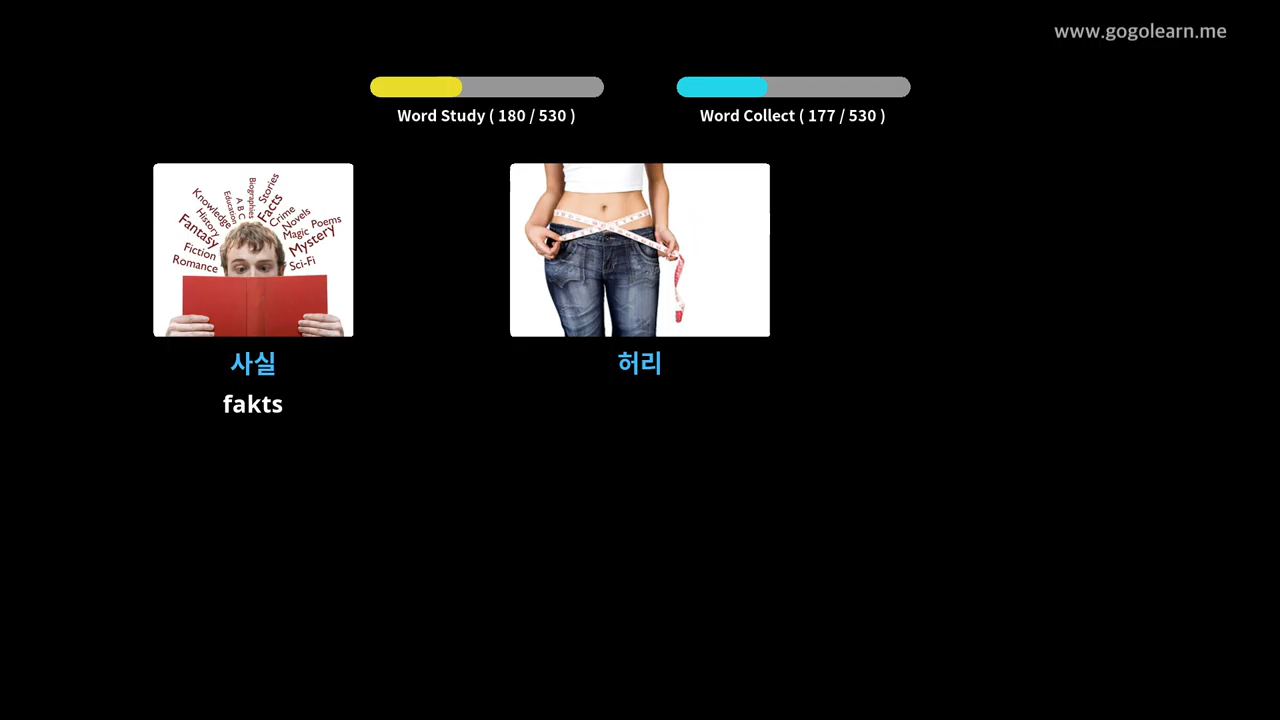 www.gogolearn.me
Word Study ( 180 / 530 )
Word Collect ( 177 / 530 )
Stories
Biographies
Facts
A B C
Education
Knowledge
Crime
Novels
History
Poems
Magic
Fantasy
Mystery
Fiction
Sci-Fi
Romance
사실
허리
fakts